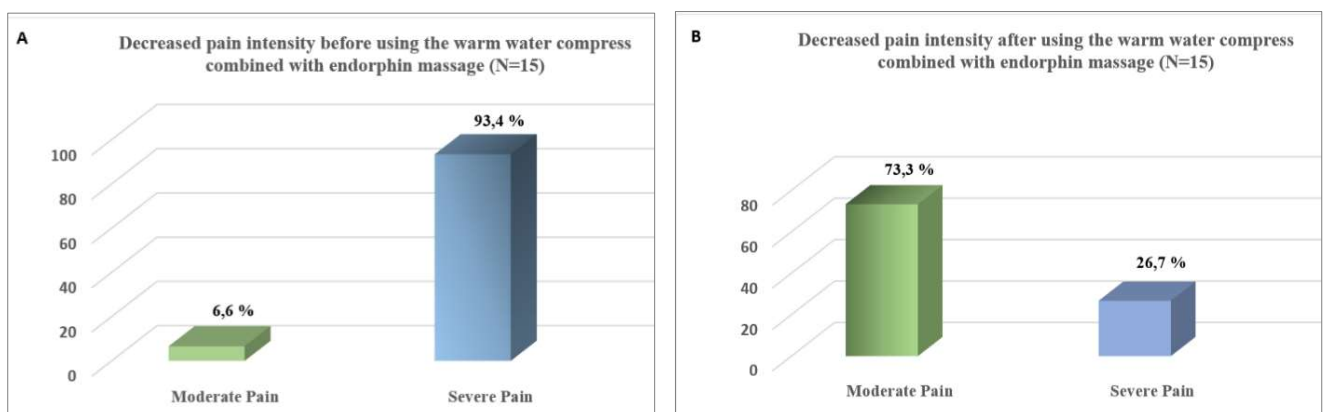 A
Decreased pain intensity before using the warm water compress
combined with endorphin massage (N=15)
93,4 %
100
80
60
40
6,6 %
20
0
Moderate Pain
Severe Pain
B
Decreased pain intensity after using the warm water compress
combined with endorphin massage (N=15)
73,3 %
80
60
26,7 %
40
20
0
Moderate Pain
Severe Pain